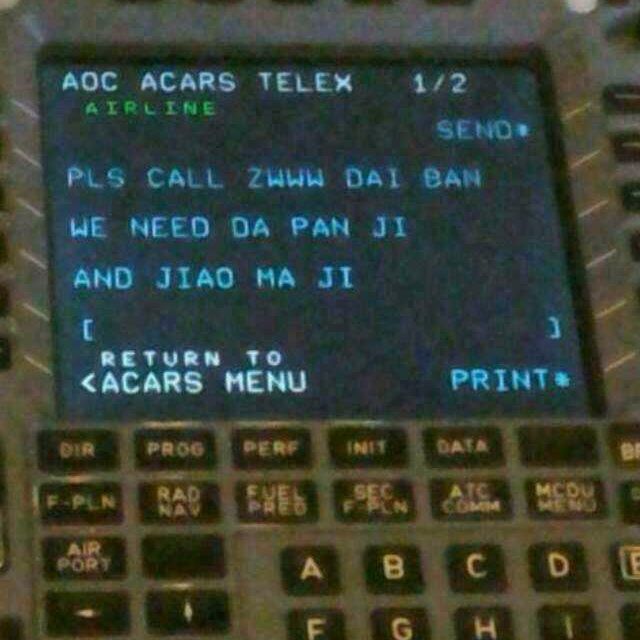 AOC ACARS TELEX 1/2
AIRLINE
SEND*
PLS CALL ZWWW DAI BAN
WE NEED DA PAN JI
AND JIAO MA JI
[ ]
RETURN TO
<ACARS MENU PRINT*
DIR PROG PERF INIT DATA
F-PLN RAD NAV FUEL PRED SEC F-PLN ATC COMM MCDU MENU
AIR PORT
A B C D E
F G H I